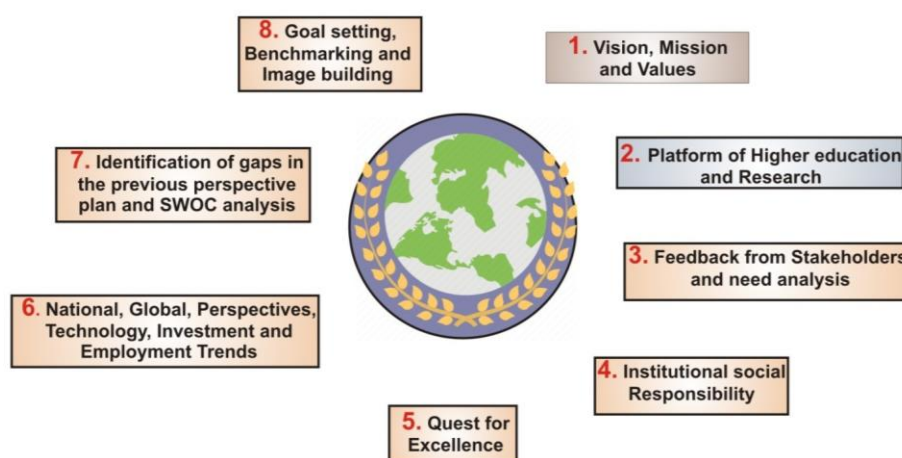 1. Vision, Mission
and Values
2. Platform of Higher education
and Research
3. Feedback from Stakeholders
and need analysis
4. Institutional social
Responsibility
5. Quest for
Excellence
6. National, Global, Perspectives,
Technology, Investment and
Employment Trends
7. Identification of gaps in
the previous perspective
plan and SWOC analysis
8. Goal setting,
Benchmarking and
Image building